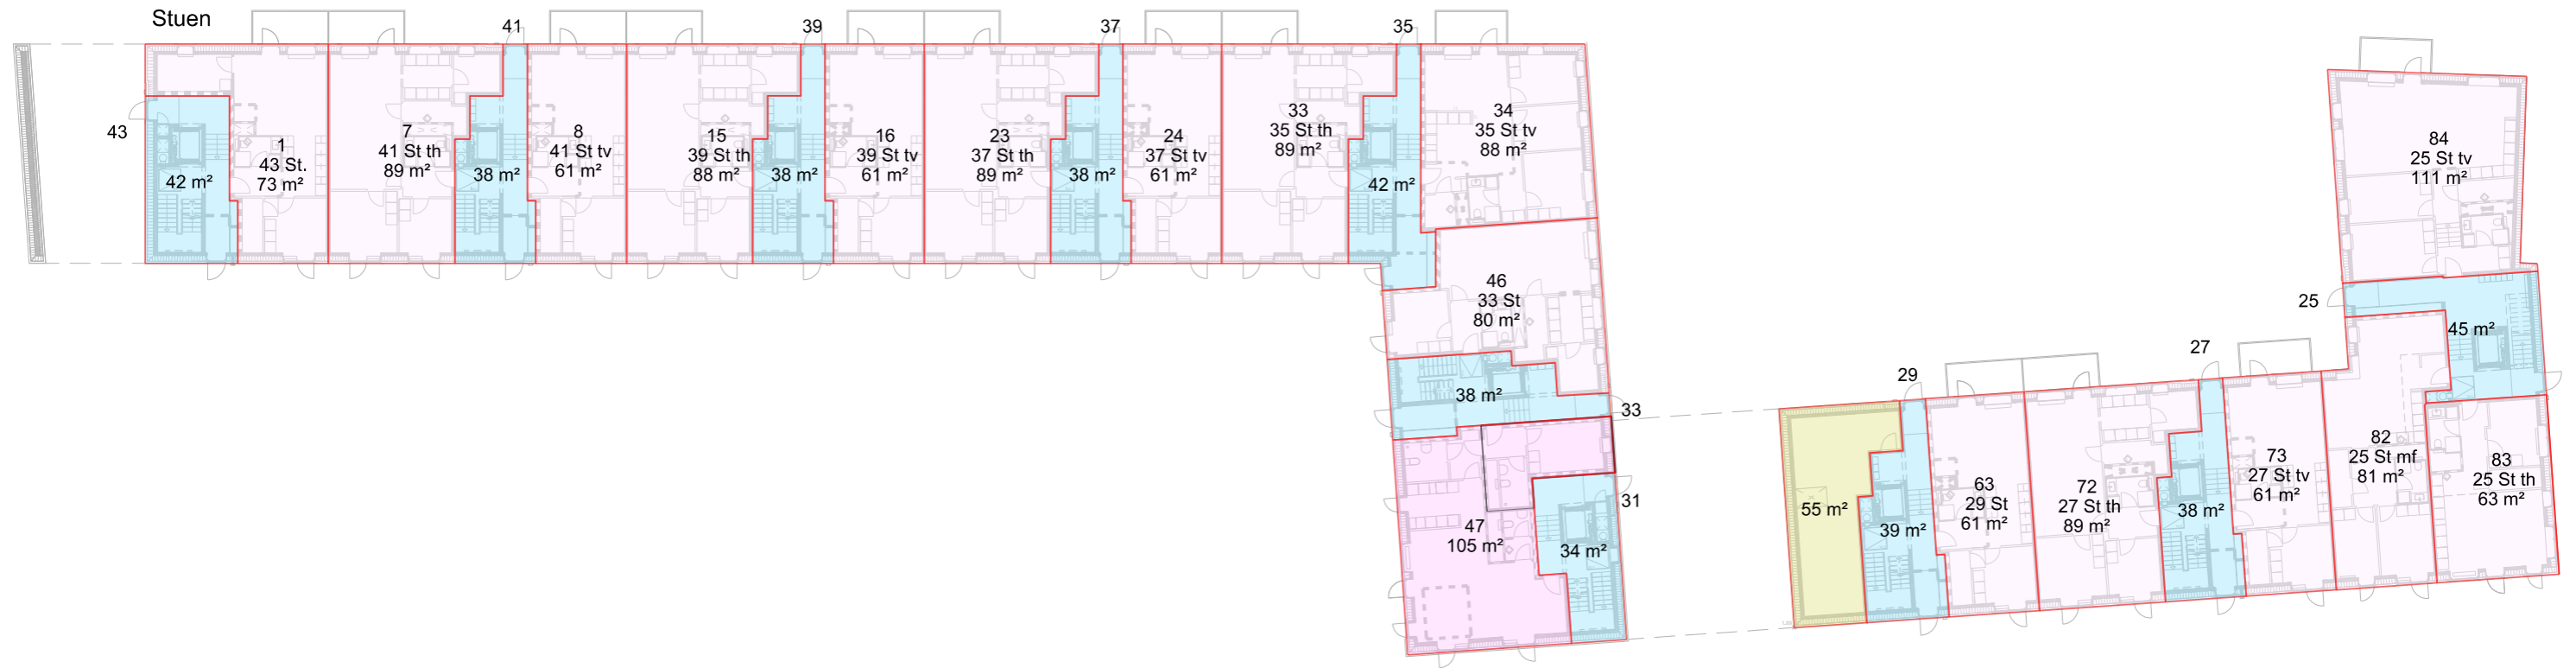 Stuen
41
39
37
35
43
1
43 St.
73 m²
42 m²
7
41 St th
89 m²
38 m²
8
41 St tv
61 m²
15
39 St th
88 m²
38 m²
16
39 St tv
61 m²
23
37 St th
89 m²
38 m²
24
37 St tv
61 m²
33
35 St th
89 m²
42 m²
34
35 St tv
88 m²
46
33 St
80 m²
38 m²
33
47
105 m²
31
34 m²
55 m²
29
39 m²
63
29 St
61 m²
72
27 St th
89 m²
27
38 m²
73
27 St tv
61 m²
25
84
25 St tv
111 m²
45 m²
82
25 St mf
81 m²
83
25 St th
63 m²